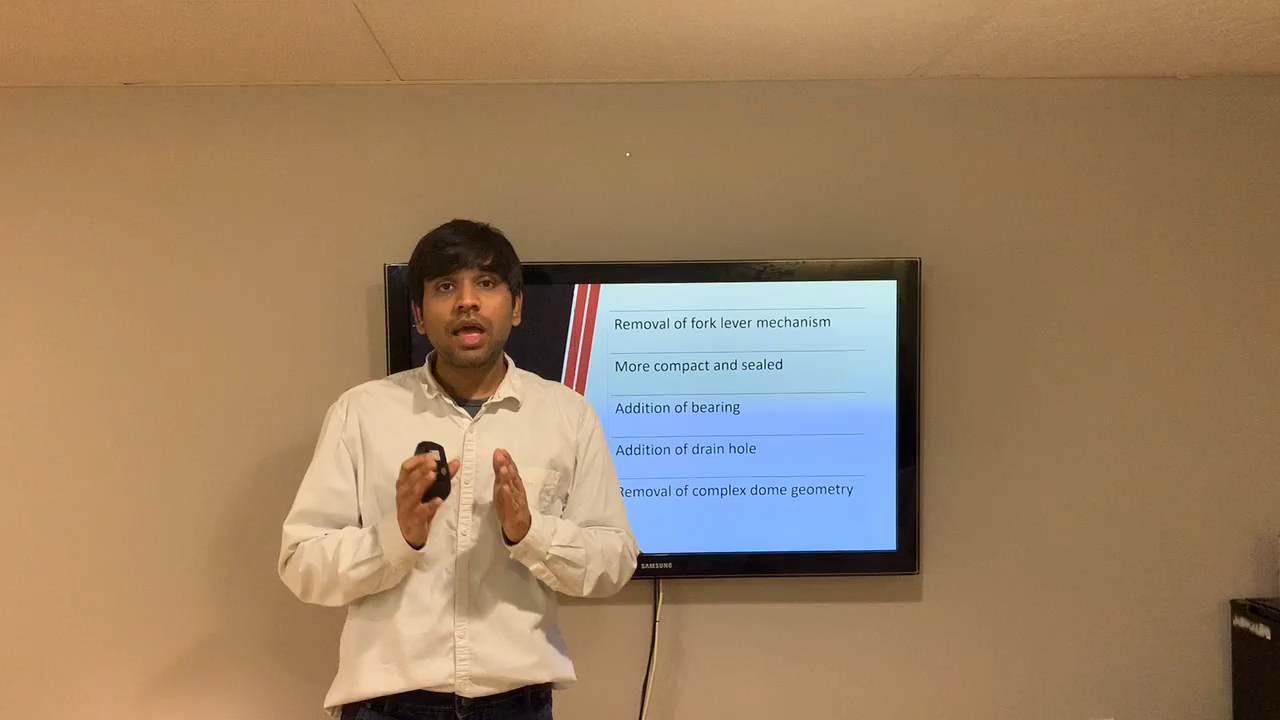 Removal of fork lever mechanism
More compact and sealed
Addition of bearing
Addition of drain hole
Removal of complex dome geometry
SAMSUNG